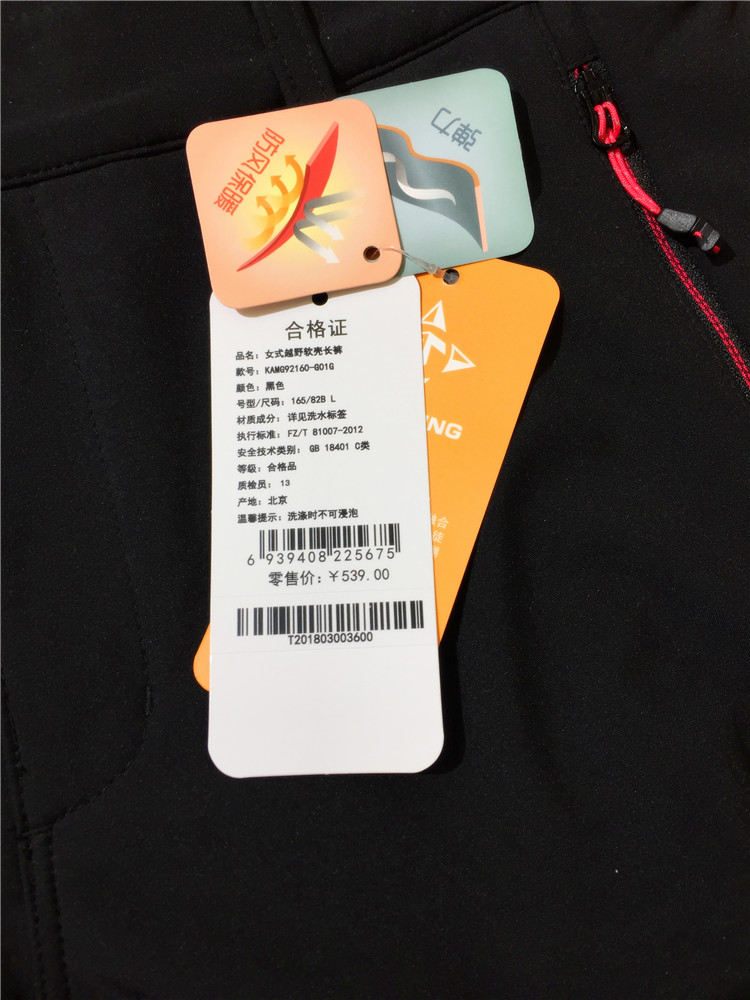 防风保暖
弹力
合格证
品名：女式越野软壳长裤
款号：KAMG92160-G01G
颜色：黑色
号型/尺码：165/82B L
材质成分：详见洗水标签
执行标准：FZ/T 81007-2012
安全技术类别：GB 18401 C类
等级：合格品
质检员：13
产地：北京
温馨提示：洗涤时不可浸泡
6 939408 225675
零售价：￥539.00
T201803003600
ING
合
徒